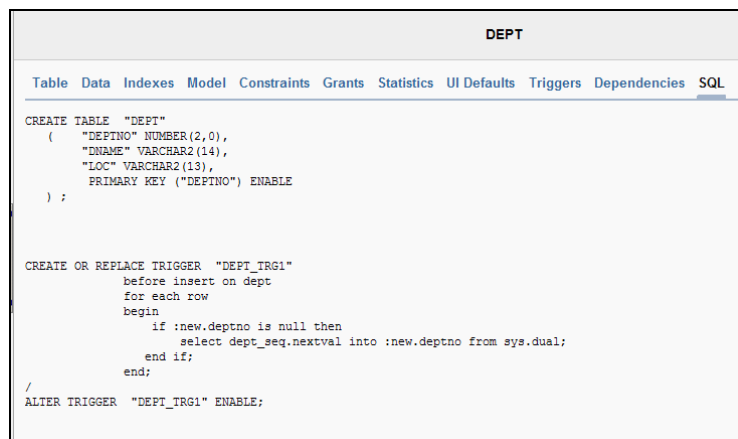 DEPT
Table Data Indexes Model Constraints Grants Statistics UI Defaults Triggers Dependencies SQL
CREATE TABLE "DEPT"
( "DEPTNO" NUMBER(2,0),
"DNAME" VARCHAR2(14),
"LOC" VARCHAR2(13),
PRIMARY KEY ("DEPTNO") ENABLE
) ;
CREATE OR REPLACE TRIGGER "DEPT_TRG1"
before insert on dept
for each row
begin
if :new.deptno is null then
select dept_seq.nextval into :new.deptno from sys.dual;
end if;
end;
/
ALTER TRIGGER "DEPT_TRG1" ENABLE;